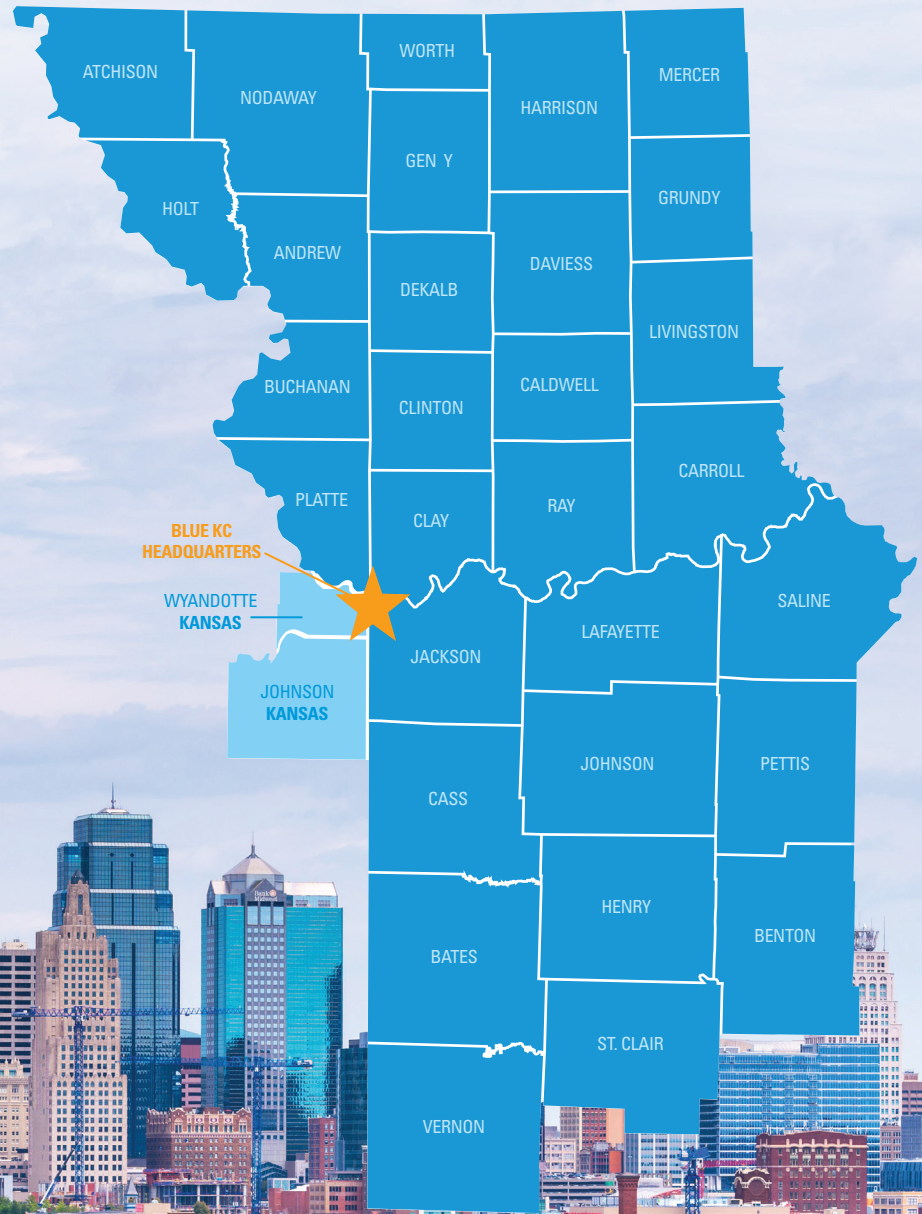 ATCHISON
NODAWAY
WORTH
HARRISON
MERCER
GEN Y
HOLT
GRUNDY
ANDREW
DAVIESS
DEKALB
LIVINGSTON
BUCHANAN
CALDWELL
CLINTON
CARROLL
PLATTE
CLAY
RAY
BLUE KC
HEADQUARTERS
WYANDOTTE
KANSAS
SALINE
LAFAYETTE
JACKSON
JOHNSON
KANSAS
JOHNSON
PETTIS
CASS
Bank
Midwest
HENRY
BENTON
BATES
ST. CLAIR
VERNON